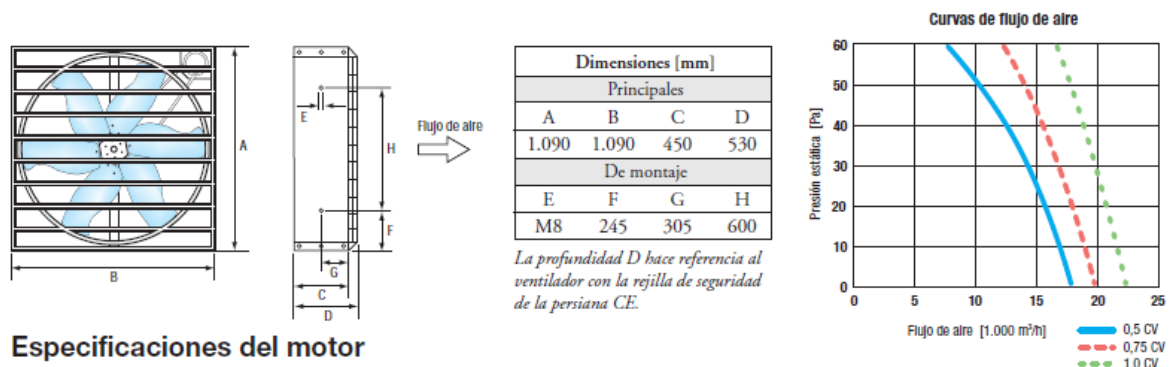 A
B
E
H
F
G
C
D
Flujo de aire
Dimensiones [mm]
Principales
A B C D
1.090 1.090 450 530
De montaje
E F G H
M8 245 305 600
La profundidad D hace referencia al
ventilador con la rejilla de seguridad
de la persiana CE.
Curvas de flujo de aire
Presión estática [Pa]
60
50
40
30
20
10
0
0 5 10 15 20 25
Flujo de aire [1.000 m³/h]
0,5 CV
0,75 CV
1,0 CV
Especificaciones del motor